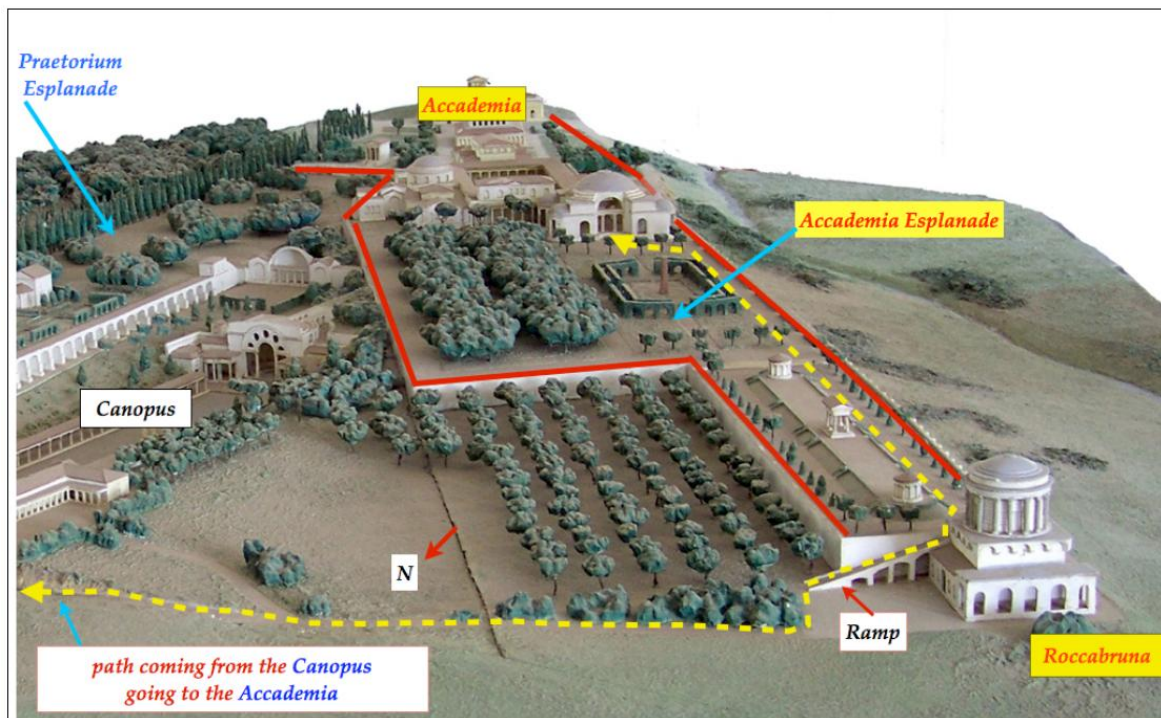 Praetorium
Esplanade
Accademia
Accademia Esplanade
Canopus
N
Ramp
Roccabruna
path coming from the Canopus
going to the Accademia